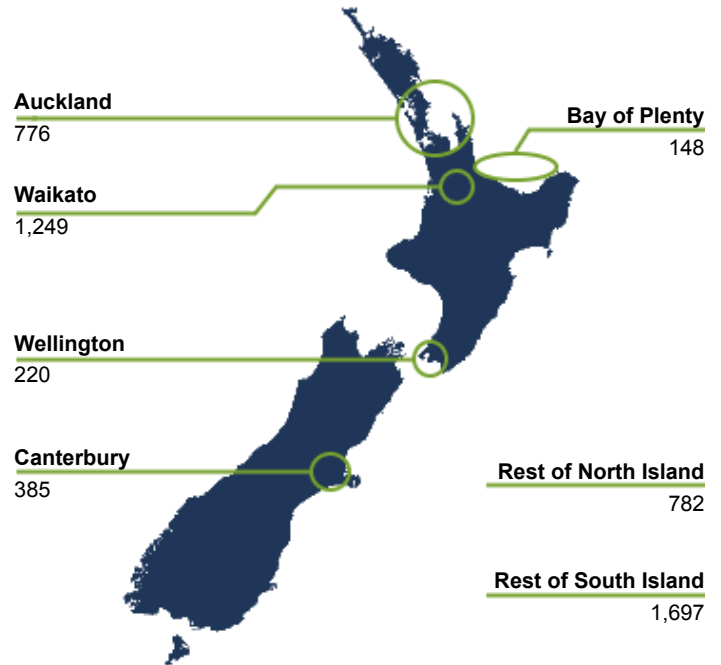 Auckland
776
Bay of Plenty
148
Waikato
1,249
Wellington
220
Canterbury
385
Rest of North Island
782
Rest of South Island
1,697